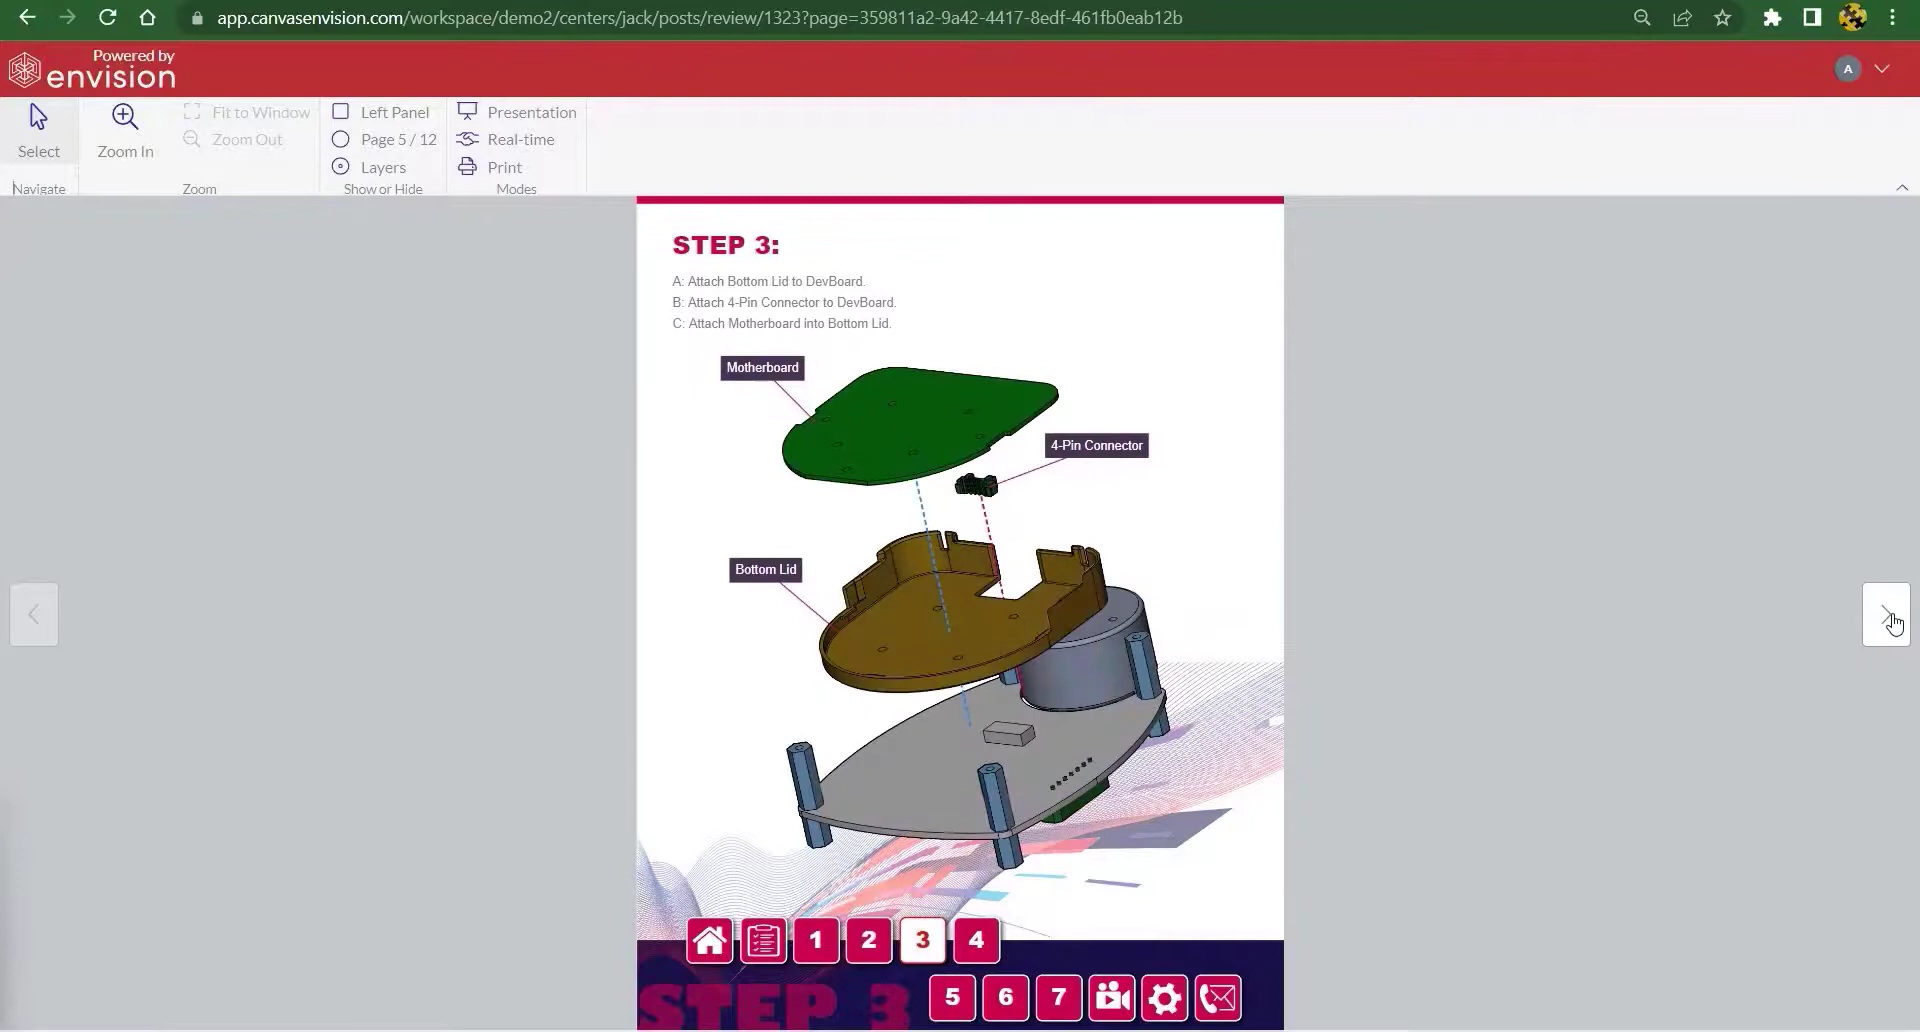 app.canvasenvision.com/workspace/demo2/centers/jack/posts/review/1323?page=359811a2-9a42-4417-8edf-461fb0eab12b
Powered by
envision
A
Select
Navigate
Zoom In
Fit to Window
Zoom Out
Zoom
Left Panel
Page 5 / 12
Layers
Show or Hide
Presentation
Real-time
Print
Modes
STEP 3:
A: Attach Bottom Lid to DevBoard.
B: Attach 4-Pin Connector to DevBoard.
C: Attach Motherboard into Bottom Lid.
Motherboard
4-Pin Connector
Bottom Lid
1 2 3 4
5 6 7
STEP 3